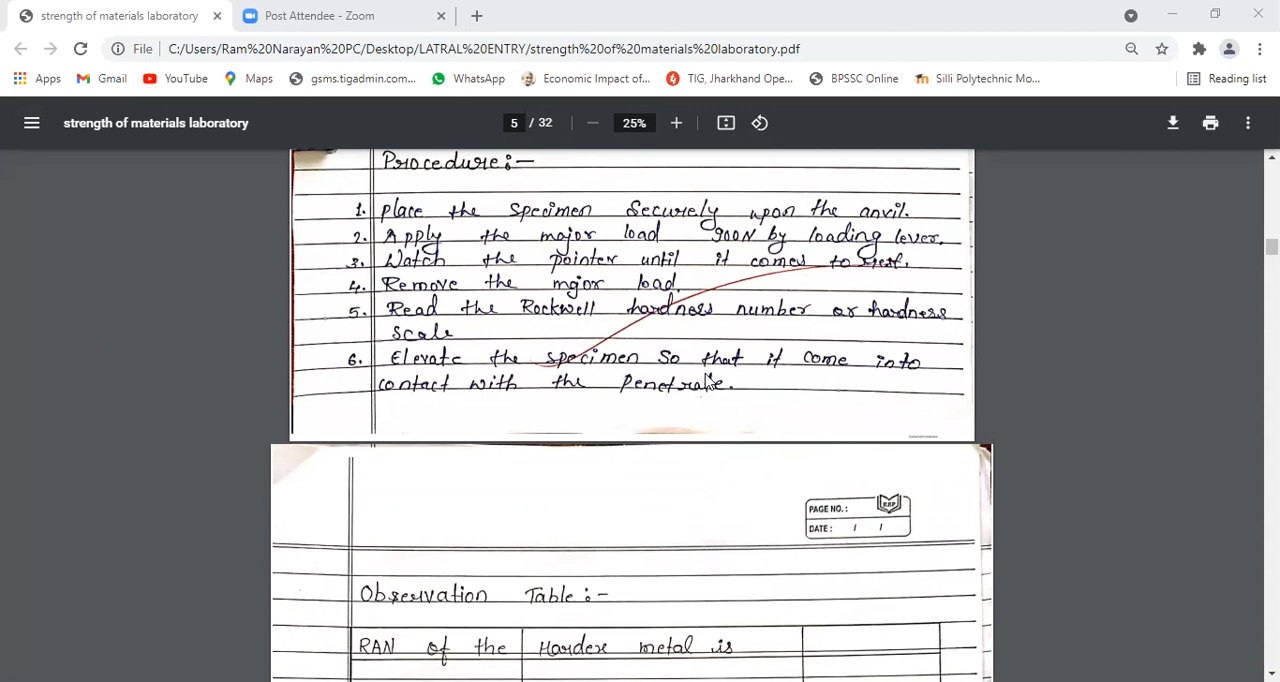 strength of materials laboratory
Post Attendee - Zoom
File C:/Users/Ram%20Narayan%20PC/Desktop/LATRAL%20ENTRY/strength%20of%20materials%20laboratory.pdf
Apps Gmail YouTube Maps gsms.tigadmin.com... WhatsApp Economic Impact of... TIG, Jharkhand Ope... BPSSC Online Silli Polytechnic Mo... Reading list
strength of materials laboratory 5 / 32 25%
Procedure:-
1. Place the specimen securely upon the anvil.
2. Apply the major load 900N by loading lever.
3. Watch the pointer until it comes to rest.
4. Remove the major load.
5. Read the Rockwell hardness number or hardness
scale
6. Elevate the specimen so that it come into
contact with the
PAGE NO.: RRP
DATE: / /
Observation Table:-
RAN of the Harder metal is